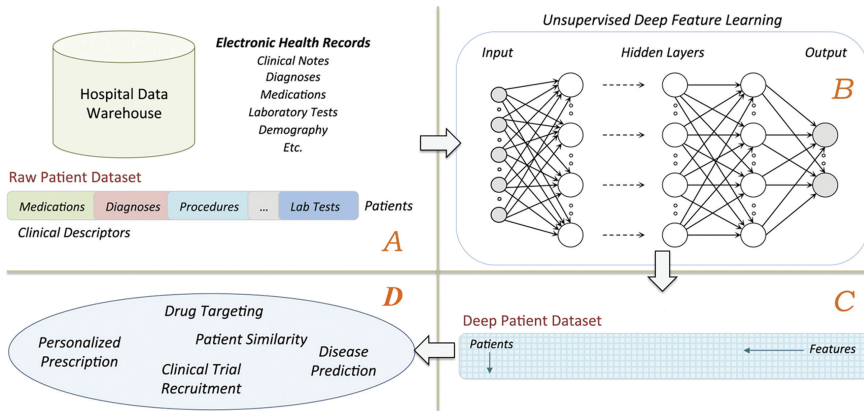 Hospital Data
Warehouse
Electronic Health Records
Clinical Notes
Diagnoses
Medications
Laboratory Tests
Demography
Etc.
Raw Patient Dataset
Medications Diagnoses Procedures ... Lab Tests Patients
Clinical Descriptors
A
Unsupervised Deep Feature Learning
Input Hidden Layers Output
B
C
Deep Patient Dataset
Patients
Features
D
Drug Targeting
Patient Similarity
Personalized
Prescription
Clinical Trial
Recruitment
Disease
Prediction